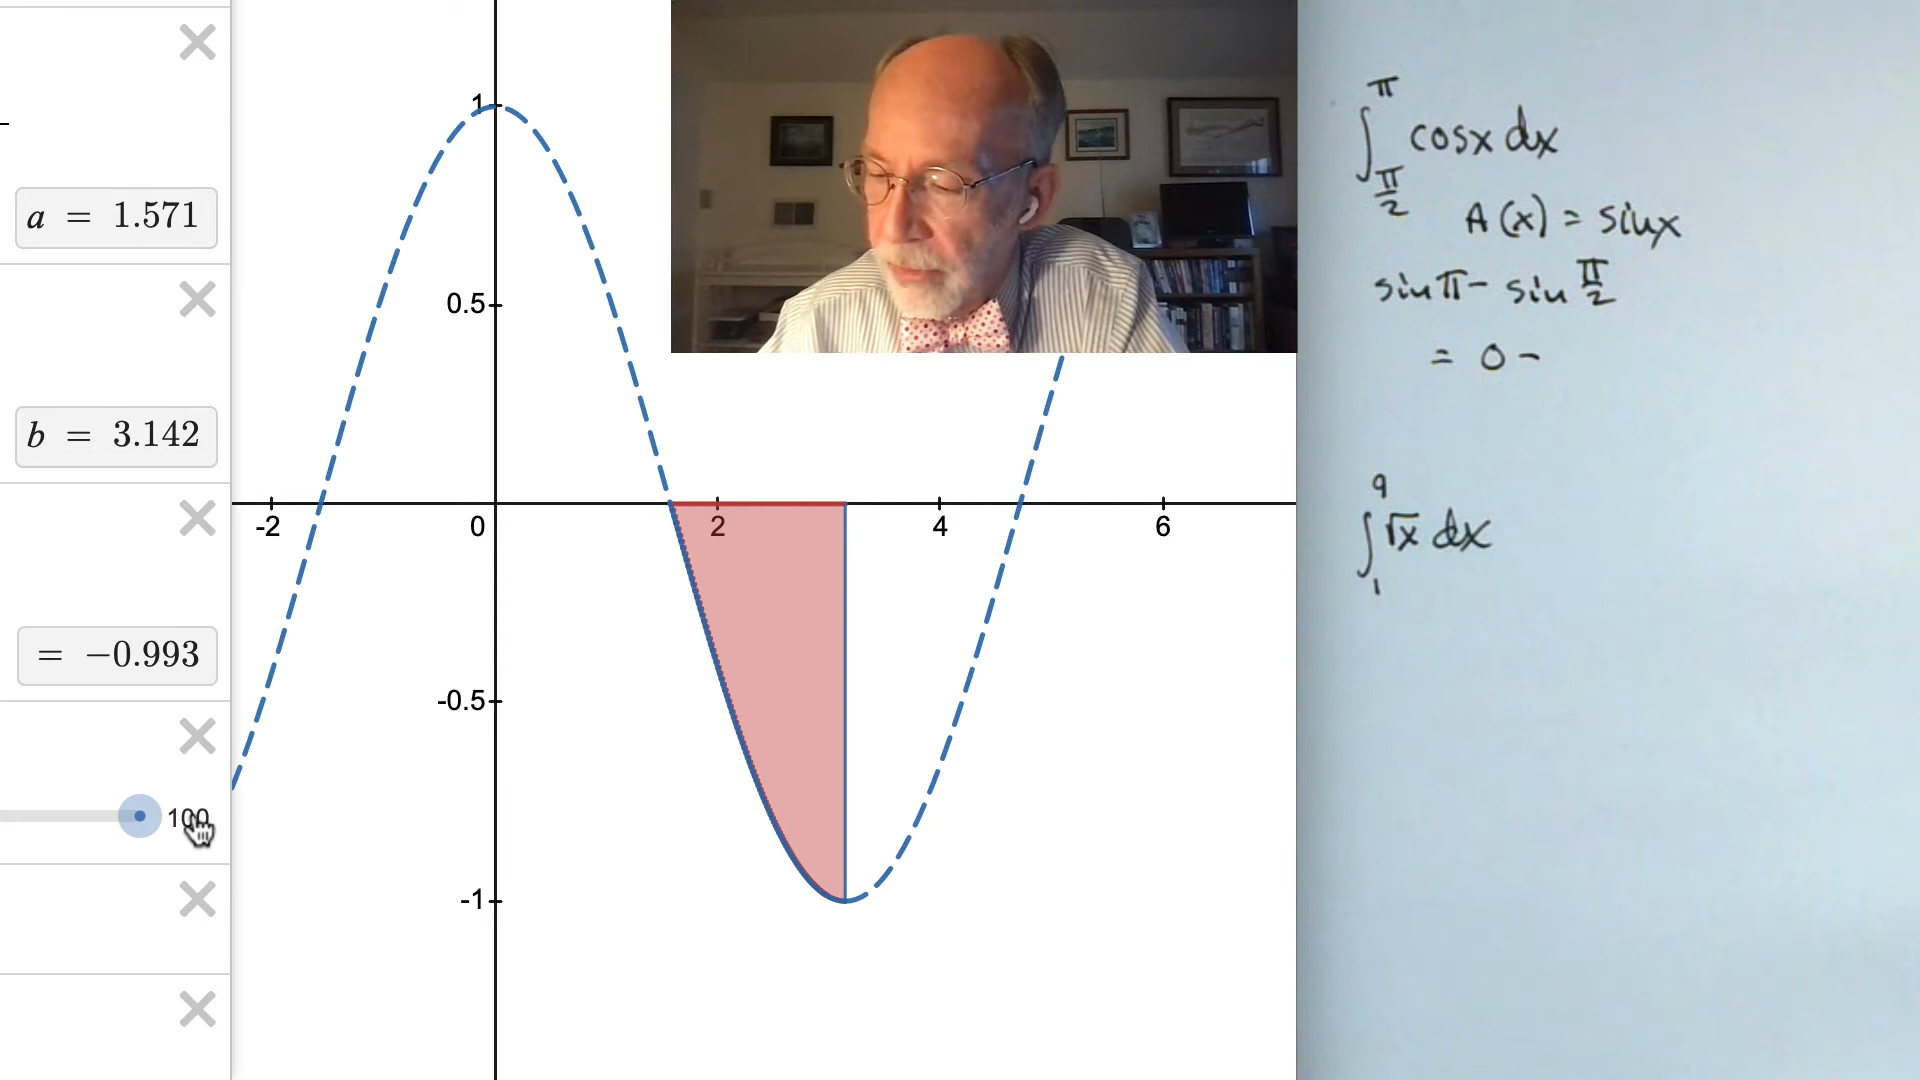 a = 1.571
b = 3.142
= −0.993
100
1
0.5
-2
0
2
4
6
-0.5
-1
∫ π/2 π cosx dx
A(x) = sinx
sin π - sin π/2
= 0 -
∫ 1 9 √x dx